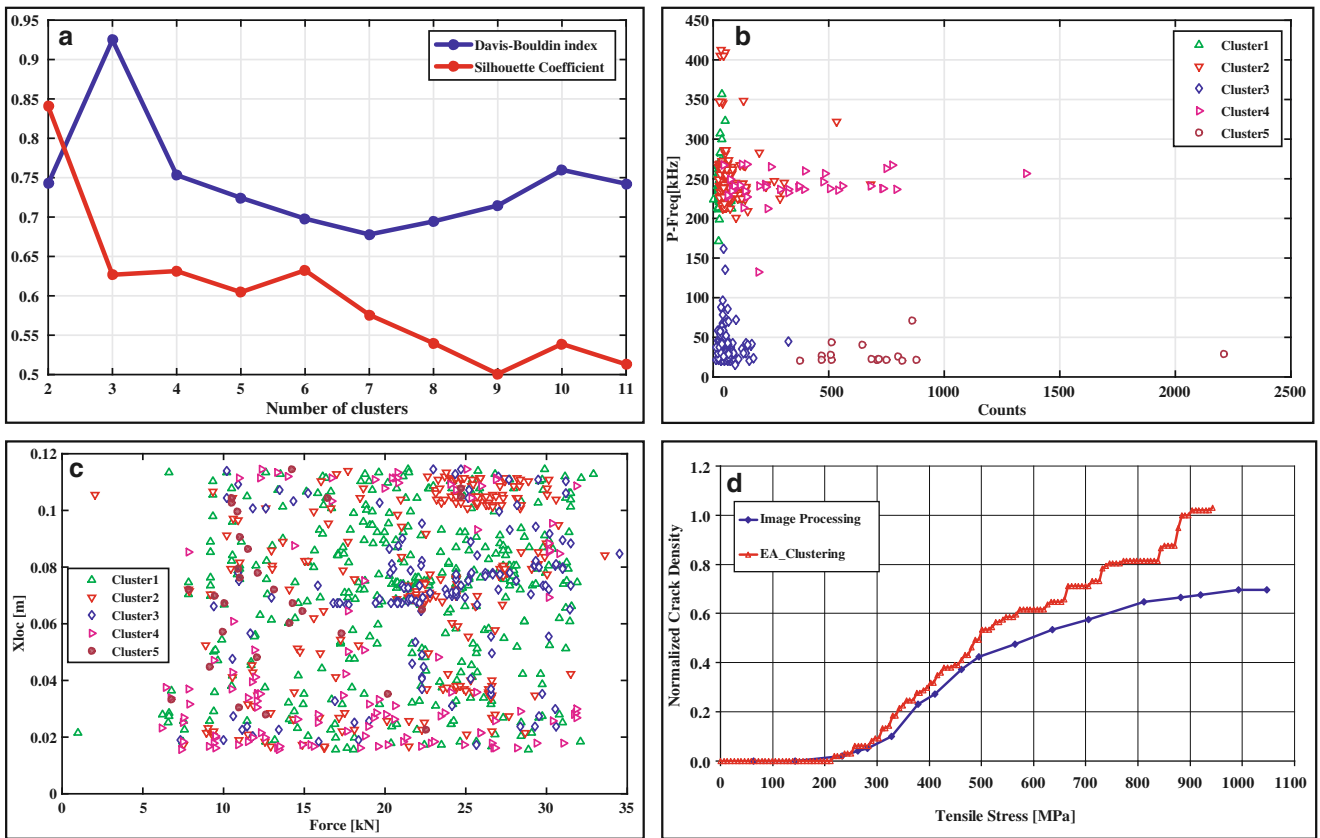 a
0.95
0.9
0.85
0.8
0.75
0.7
0.65
0.6
0.55
0.5
2 3 4 5 6 7 8 9 10 11
Number of clusters
Davis-Bouldin index
Silhouette Coefficient
b
450
400
350
300
250
200
150
100
50
0
P-Freq[kHz]
0 500 1000 1500 2000 2500
Counts
Cluster1
Cluster2
Cluster3
Cluster4
Cluster5
c
0.12
0.1
0.08
0.06
0.04
0.02
0
Xloc [m]
0 5 10 15 20 25 30 35
Force [kN]
Cluster1
Cluster2
Cluster3
Cluster4
Cluster5
d
1.2
1.0
0.8
0.6
0.4
0.2
0.0
Normalized Crack Density
0 100 200 300 400 500 600 700 800 900 1000 1100
Tensile Stress [MPa]
Image Processing
EA_Clustering